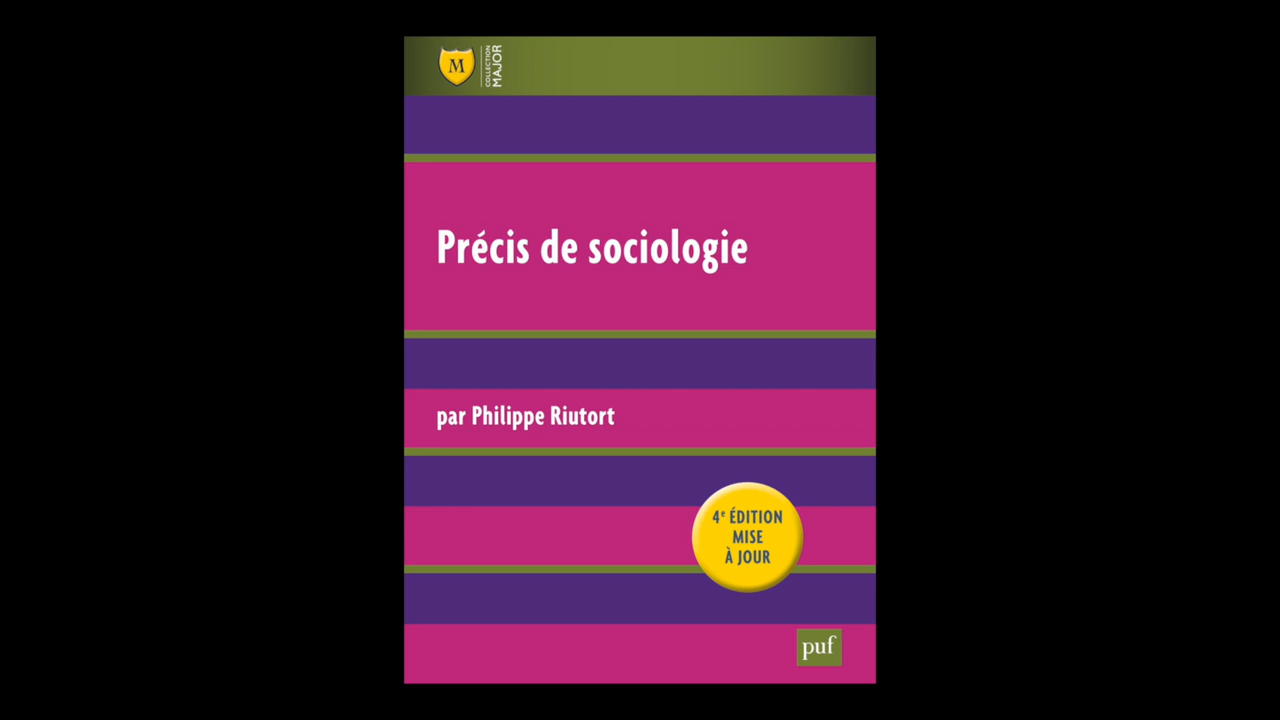 M
COLLECTION
MAJOR
Précis de sociologie
par Philippe Riutort
4e ÉDITION
MISE
À JOUR
puf